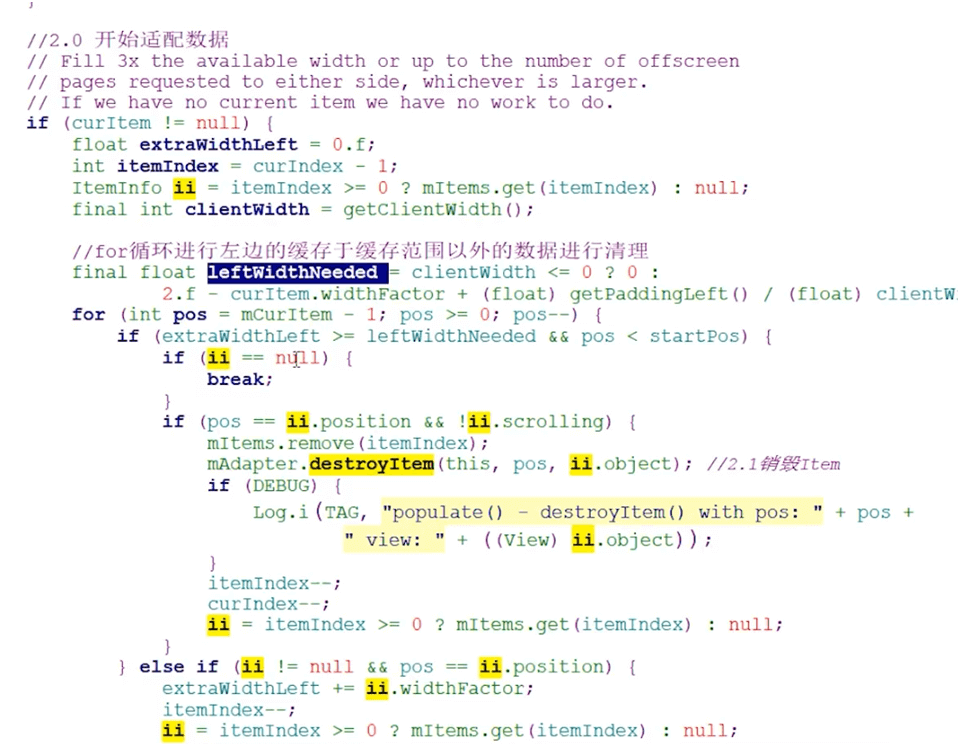 }
//2.0 开始适配数据
// Fill 3x the available width or up to the number of offscreen
// pages requested to either side, whichever is larger.
// If we have no current item we have no work to do.
if (curItem != null) {
float extraWidthLeft = 0.f;
int itemIndex = curIndex - 1;
ItemInfo ii = itemIndex >= 0 ? mItems.get(itemIndex) : null;
final int clientWidth = getClientWidth();
//for循环进行左边的缓存于缓存范围以外的数据进行清理
final float leftWidthNeeded = clientWidth <= 0 ? 0 :
2.f - curItem.widthFactor + (float) getPaddingLeft() / (float) clientW
for (int pos = mCurItem - 1; pos >= 0; pos--) {
if (extraWidthLeft >= leftWidthNeeded && pos < startPos) {
if (ii == null) {
break;
}
if (pos == ii.position && !ii.scrolling) {
mItems.remove(itemIndex);
mAdapter.destroyItem(this, pos, ii.object); //2.1销毁Item
if (DEBUG) {
Log.i(TAG, "populate() - destroyItem() with pos: " + pos +
" view: " + ((View) ii.object));
}
itemIndex--;
curIndex--;
ii = itemIndex >= 0 ? mItems.get(itemIndex) : null;
}
} else if (ii != null && pos == ii.position) {
extraWidthLeft += ii.widthFactor;
itemIndex--;
ii = itemIndex >= 0 ? mItems.get(itemIndex) : null;